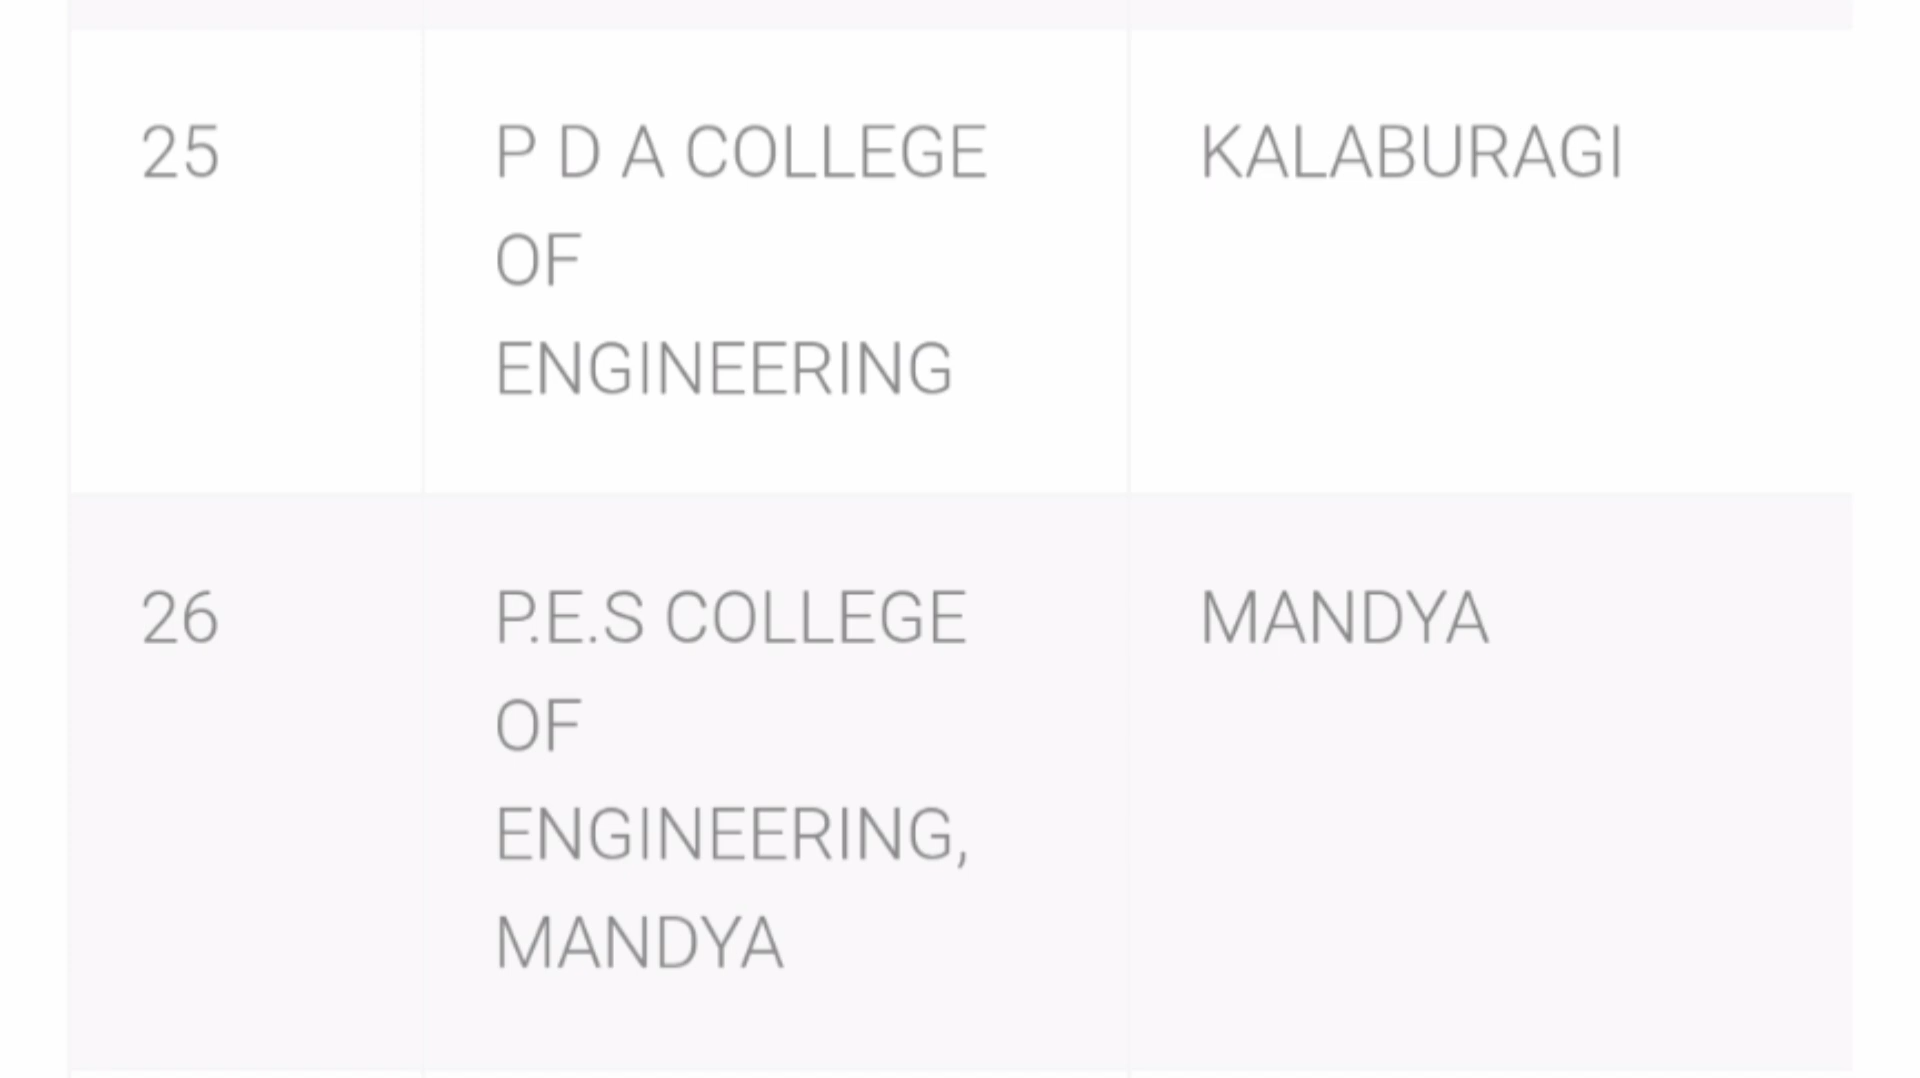 25 P D A COLLEGE KALABURAGI
OF
ENGINEERING
26 P.E.S COLLEGE MANDYA
OF
ENGINEERING,
MANDYA